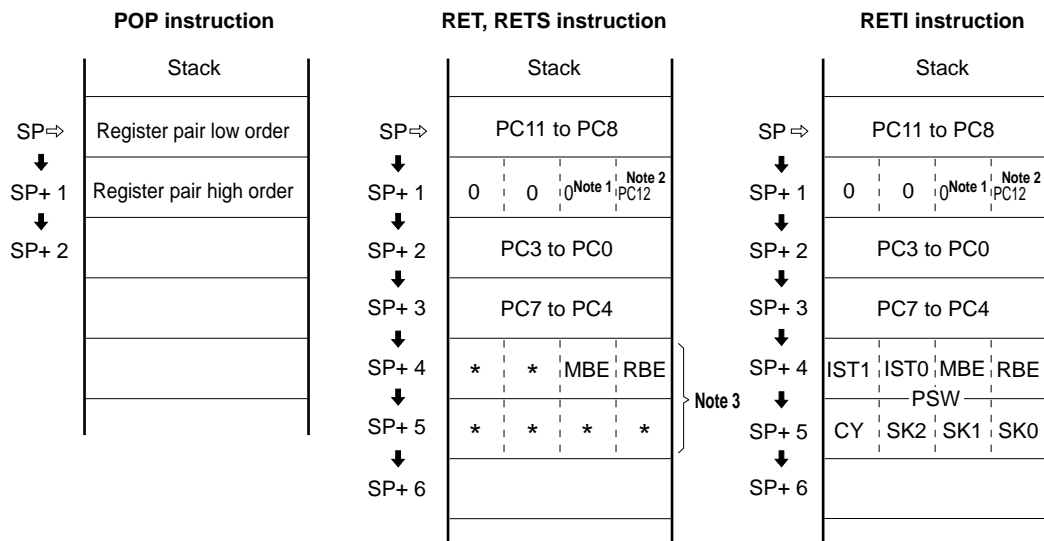 POP instruction
Stack
SP⇨ Register pair low order
SP+ 1 Register pair high order
SP+ 2
RET, RETS instruction
Stack
SP⇨ PC11 to PC8
SP+ 1 0 0 0Note 1 Note 2 PC12
SP+ 2 PC3 to PC0
SP+ 3 PC7 to PC4
SP+ 4 * * MBE RBE
Note 3
SP+ 5 * * * *
SP+ 6
RETI instruction
Stack
SP⇨ PC11 to PC8
SP+ 1 0 0 0Note 1 Note 2 PC12
SP+ 2 PC3 to PC0
SP+ 3 PC7 to PC4
SP+ 4 IST1 IST0 MBE RBE
PSW
SP+ 5 CY SK2 SK1 SK0
SP+ 6